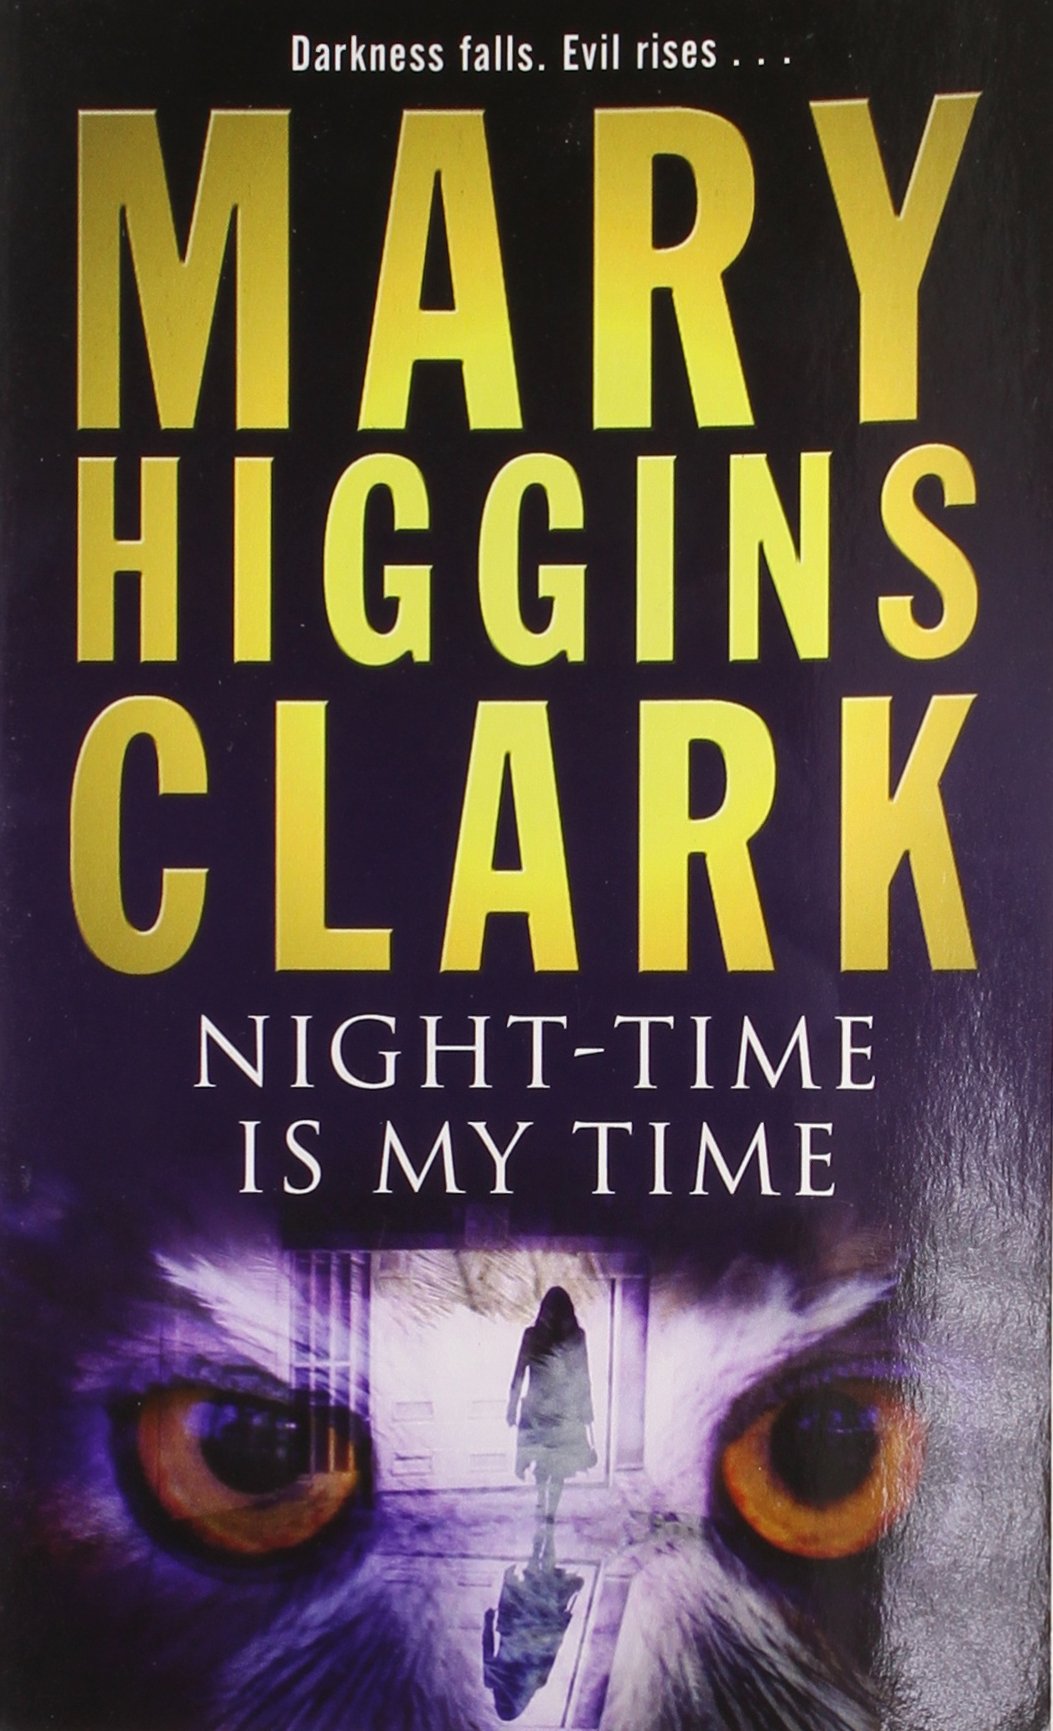 Darkness falls. Evil rises . . .
MARY
HIGGINS
CLARK
NIGHT-TIME
IS MY TIME